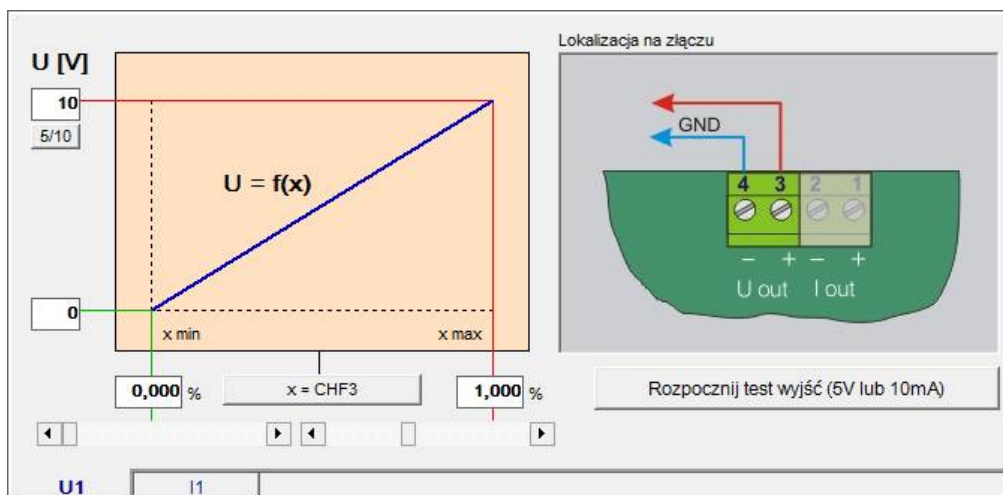 Lokalizacja na złączu
U [V]
10
5/10
U = f(x)
0
x min
x max
0,000 %
x = CHF3
1,000 %
GND
4 3 2 1
− + − +
U out I out
Rozpocznij test wyjść (5V lub 10mA)
U1
I1